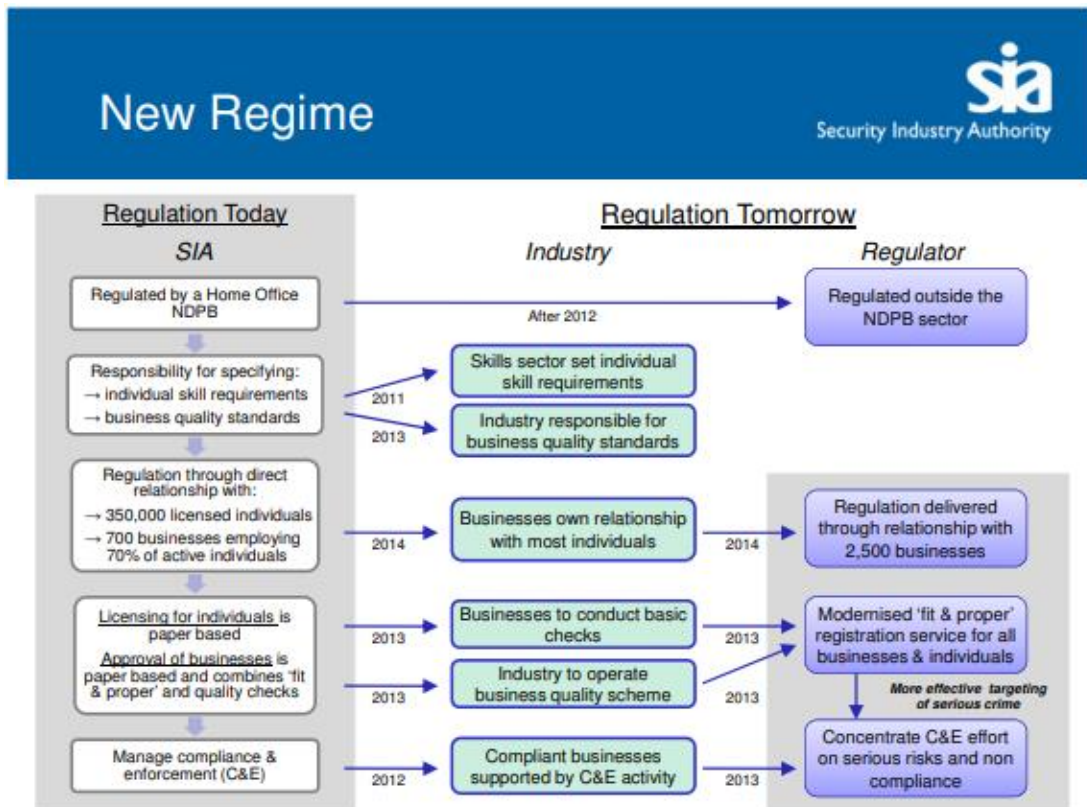 New Regime
sia
Security Industry Authority
Regulation Today
Regulation Tomorrow
SIA
Industry
Regulator
Regulated by a Home Office
NDPB
After 2012
Regulated outside the
NDPB sector
Responsibility for specifying:
→ individual skill requirements
→ business quality standards
2011
2013
Skills sector set individual
skill requirements
Industry responsible for
business quality standards
Regulation through direct
relationship with:
→ 350,000 licensed individuals
→ 700 businesses employing
70% of active individuals
2014
Businesses own relationship
with most individuals
2014
Regulation delivered
through relationship with
2,500 businesses
Licensing for individuals is
paper based
Approval of businesses is
paper based and combines ‘fit
& proper’ and quality checks
2013
2013
Businesses to conduct basic
checks
Industry to operate
business quality scheme
2013
2013
Modernised ‘fit & proper’
registration service for all
businesses & individuals
More effective targeting
of serious crime
Manage compliance &
enforcement (C&E)
2012
Compliant businesses
supported by C&E activity
2013
Concentrate C&E effort
on serious risks and non
compliance